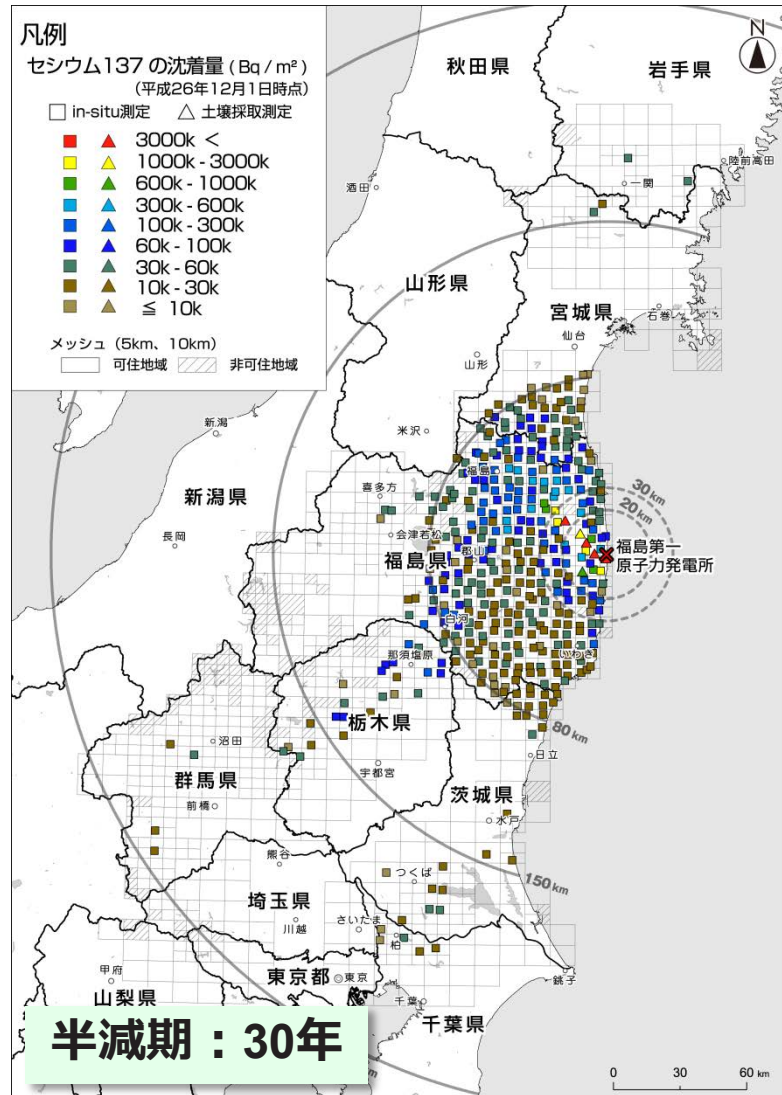 凡例
セシウム137 の沈着量 ( Bq / m² )
(平成26年12月1日時点)
in-situ測定 土壌採取測定
3000k <
1000k - 3000k
600k - 1000k
300k - 600k
100k - 300k
60k - 100k
30k - 60k
10k - 30k
≦ 10k
メッシュ (5km、10km)
可住地域 非可住地域
N
秋田県
岩手県
酒田
一関
陸前高田
山形県
宮城県
石巻
仙台
山形
新潟
米沢
福島
喜多方
新潟県
長岡
会津若松
福島県
郡山
30 km
20 km
福島第一
原子力発電所
白河
那須塩原
いわき
栃木県
80 km
沼田
日立
群馬県
宇都宮
茨城県
前橋
水戸
熊谷
つくば
150 km
埼玉県
川越
さいたま
柏
甲府
東京都
東京
銚子
山梨県
千葉
千葉県
半減期：30年
km
0 30 60 km